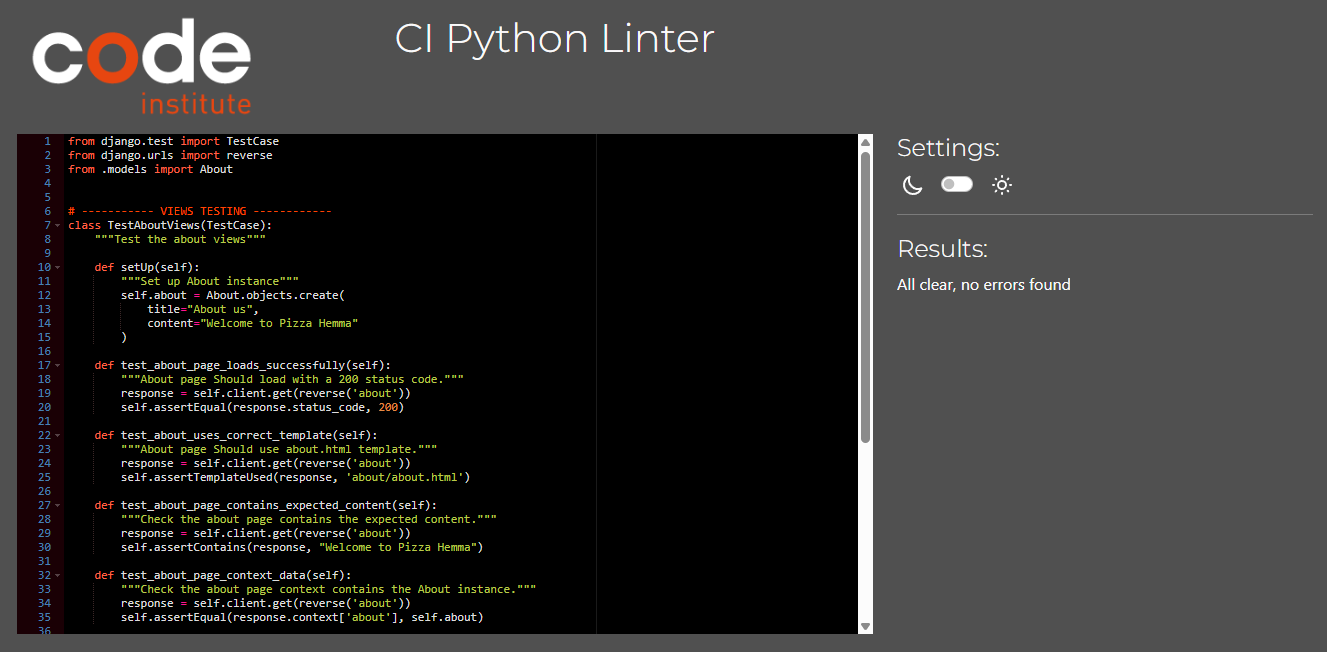 code
institute
CI Python Linter
1 from django.test import TestCase
2 from django.urls import reverse
3 from .models import About
4
5
6 # ----------- VIEWS TESTING ------------
7 class TestAboutViews(TestCase):
8     """Test the about views"""
9
10     def setUp(self):
11         """Set up About instance"""
12         self.about = About.objects.create(
13             title="About us",
14             content="Welcome to Pizza Hemma"
15         )
16
17     def test_about_page_loads_successfully(self):
18         """About page Should load with a 200 status code."""
19         response = self.client.get(reverse('about'))
20         self.assertEqual(response.status_code, 200)
21
22     def test_about_uses_correct_template(self):
23         """About page Should use about.html template."""
24         response = self.client.get(reverse('about'))
25         self.assertTemplateUsed(response, 'about/about.html')
26
27     def test_about_page_contains_expected_content(self):
28         """Check the about page contains the expected content."""
29         response = self.client.get(reverse('about'))
30         self.assertContains(response, "Welcome to Pizza Hemma")
31
32     def test_about_page_context_data(self):
33         """Check the about page context contains the About instance."""
34         response = self.client.get(reverse('about'))
35         self.assertEqual(response.context['about'], self.about)
36
Settings:
Results:
All clear, no errors found